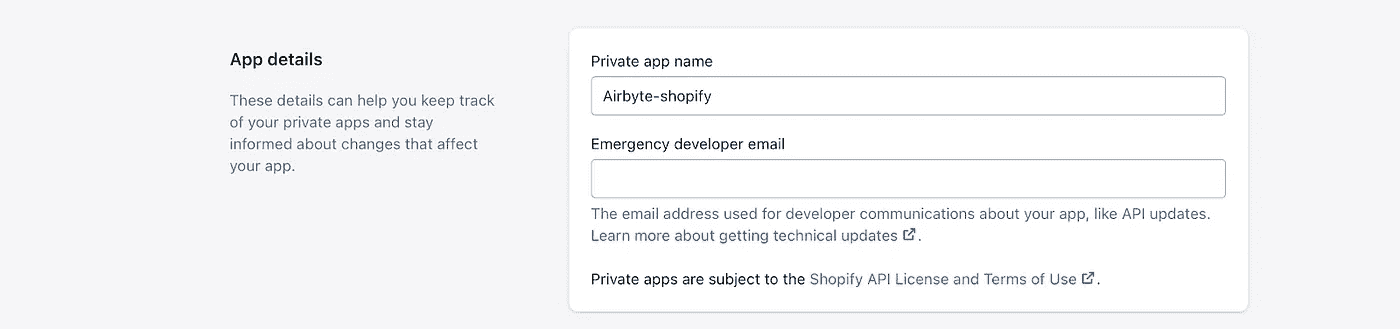 App details
These details can help you keep track
of your private apps and stay
informed about changes that affect
your app.
Private app name
Airbyte-shopify
Emergency developer email
The email address used for developer communications about your app, like API updates.
Learn more about getting technical updates.
Private apps are subject to the Shopify API License and Terms of Use.